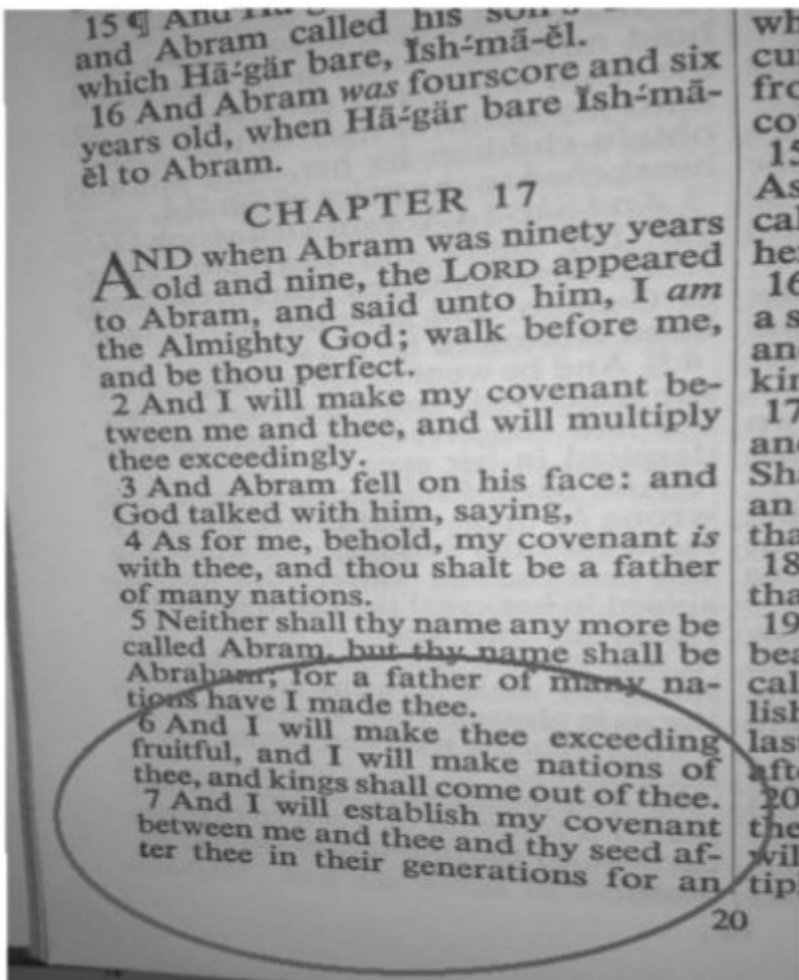 15 ¶ And
and Abram called his son's
which Hā´gär bare, Ĭsh´mā-ĕl.
16 And Abram was fourscore and six
years old, when Hā´gär bare Ĭsh´mā-
ĕl to Abram.
CHAPTER 17
AND when Abram was ninety years
old and nine, the LORD appeared
to Abram, and said unto him, I am
the Almighty God; walk before me,
and be thou perfect.
2 And I will make my covenant be-
tween me and thee, and will multiply
thee exceedingly.
3 And Abram fell on his face: and
God talked with him, saying,
4 As for me, behold, my covenant is
with thee, and thou shalt be a father
of many nations.
5 Neither shall thy name any more be
called Abram, but thy name shall be
Abraham; for a father of many na-
tions have I made thee.
6 And I will make thee exceeding
fruitful, and I will make nations of
thee, and kings shall come out of thee.
7 And I will establish my covenant
between me and thee and thy seed af-
ter thee in their generations for an
20
15
As
16
a s
17
an
18
19
20